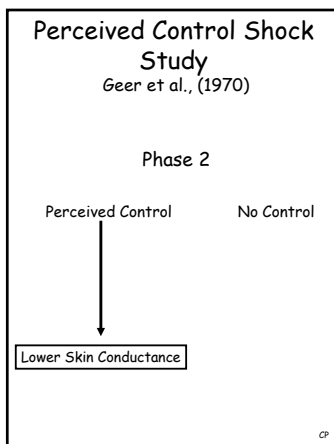 Perceived Control Shock
Study
Geer et al., (1970)
Phase 2
Perceived Control No Control
Lower Skin Conductance
CP